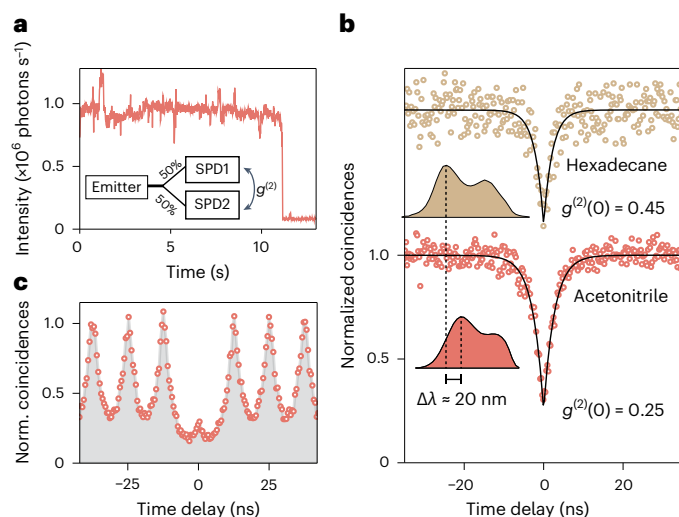 a
Intensity (×10⁶ photons s⁻¹)
1.0
0.5
0
Emitter
50%
50%
SPD1
SPD2
g⁽²⁾
0
5
10
Time (s)
b
Normalized coincidences
Hexadecane
g⁽²⁾(0) = 0.45
1.0
Acetonitrile
0.5
Δλ ≈ 20 nm
g⁽²⁾(0) = 0.25
0
−20
0
20
Time delay (ns)
c
Norm. coincidences
1.0
0.5
0
−25
0
25
Time delay (ns)